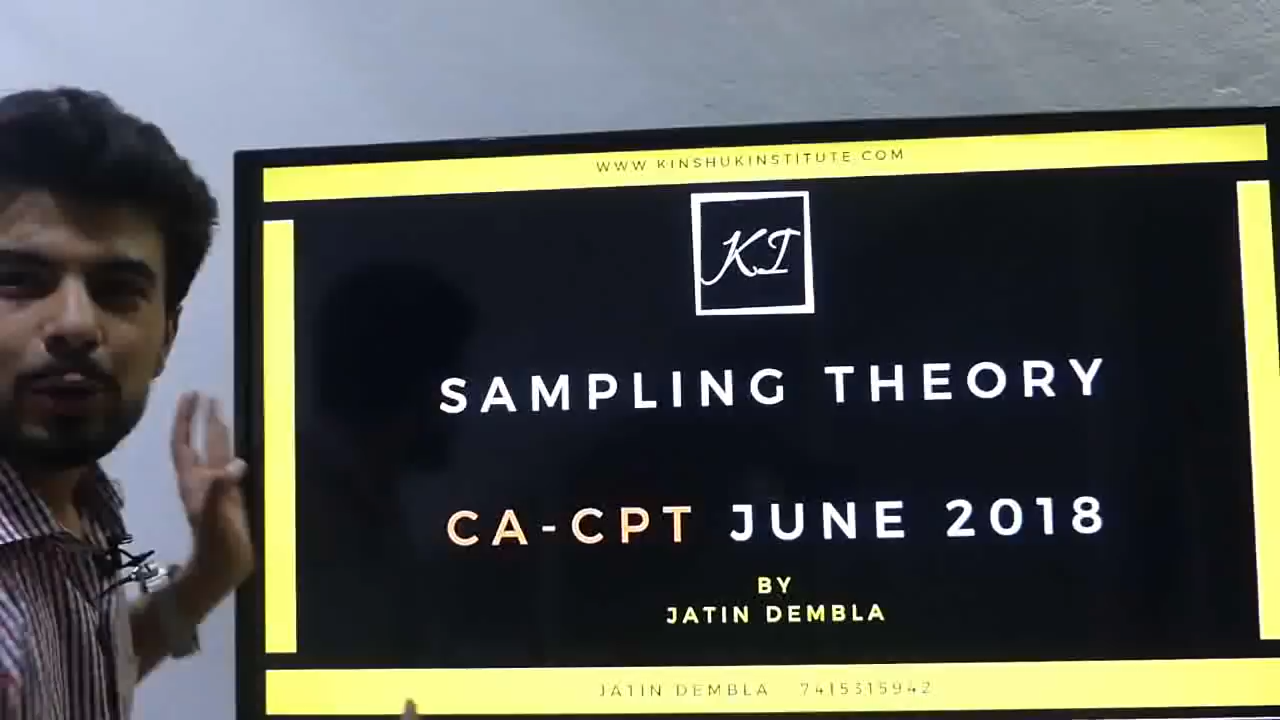 WWW.KINSHUKINSTITUTE.COM
KI
SAMPLING THEORY
CA-CPT JUNE 2018
BY
JATIN DEMBLA
JATIN DEMBLA 7415315942